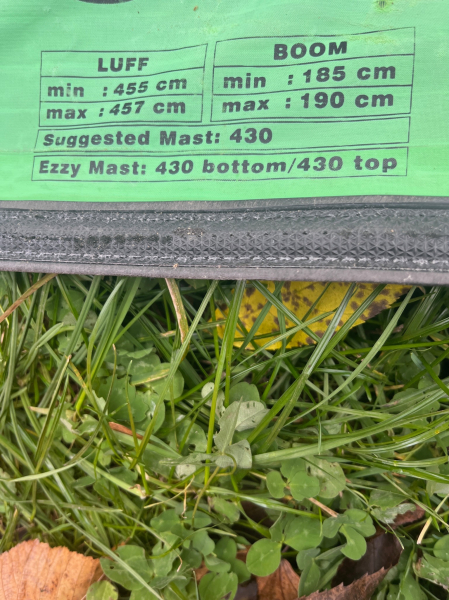 LUFF
min : 455 cm
max : 457 cm
BOOM
min : 185 cm
max : 190 cm
Suggested Mast: 430
Ezzy Mast: 430 bottom/430 top